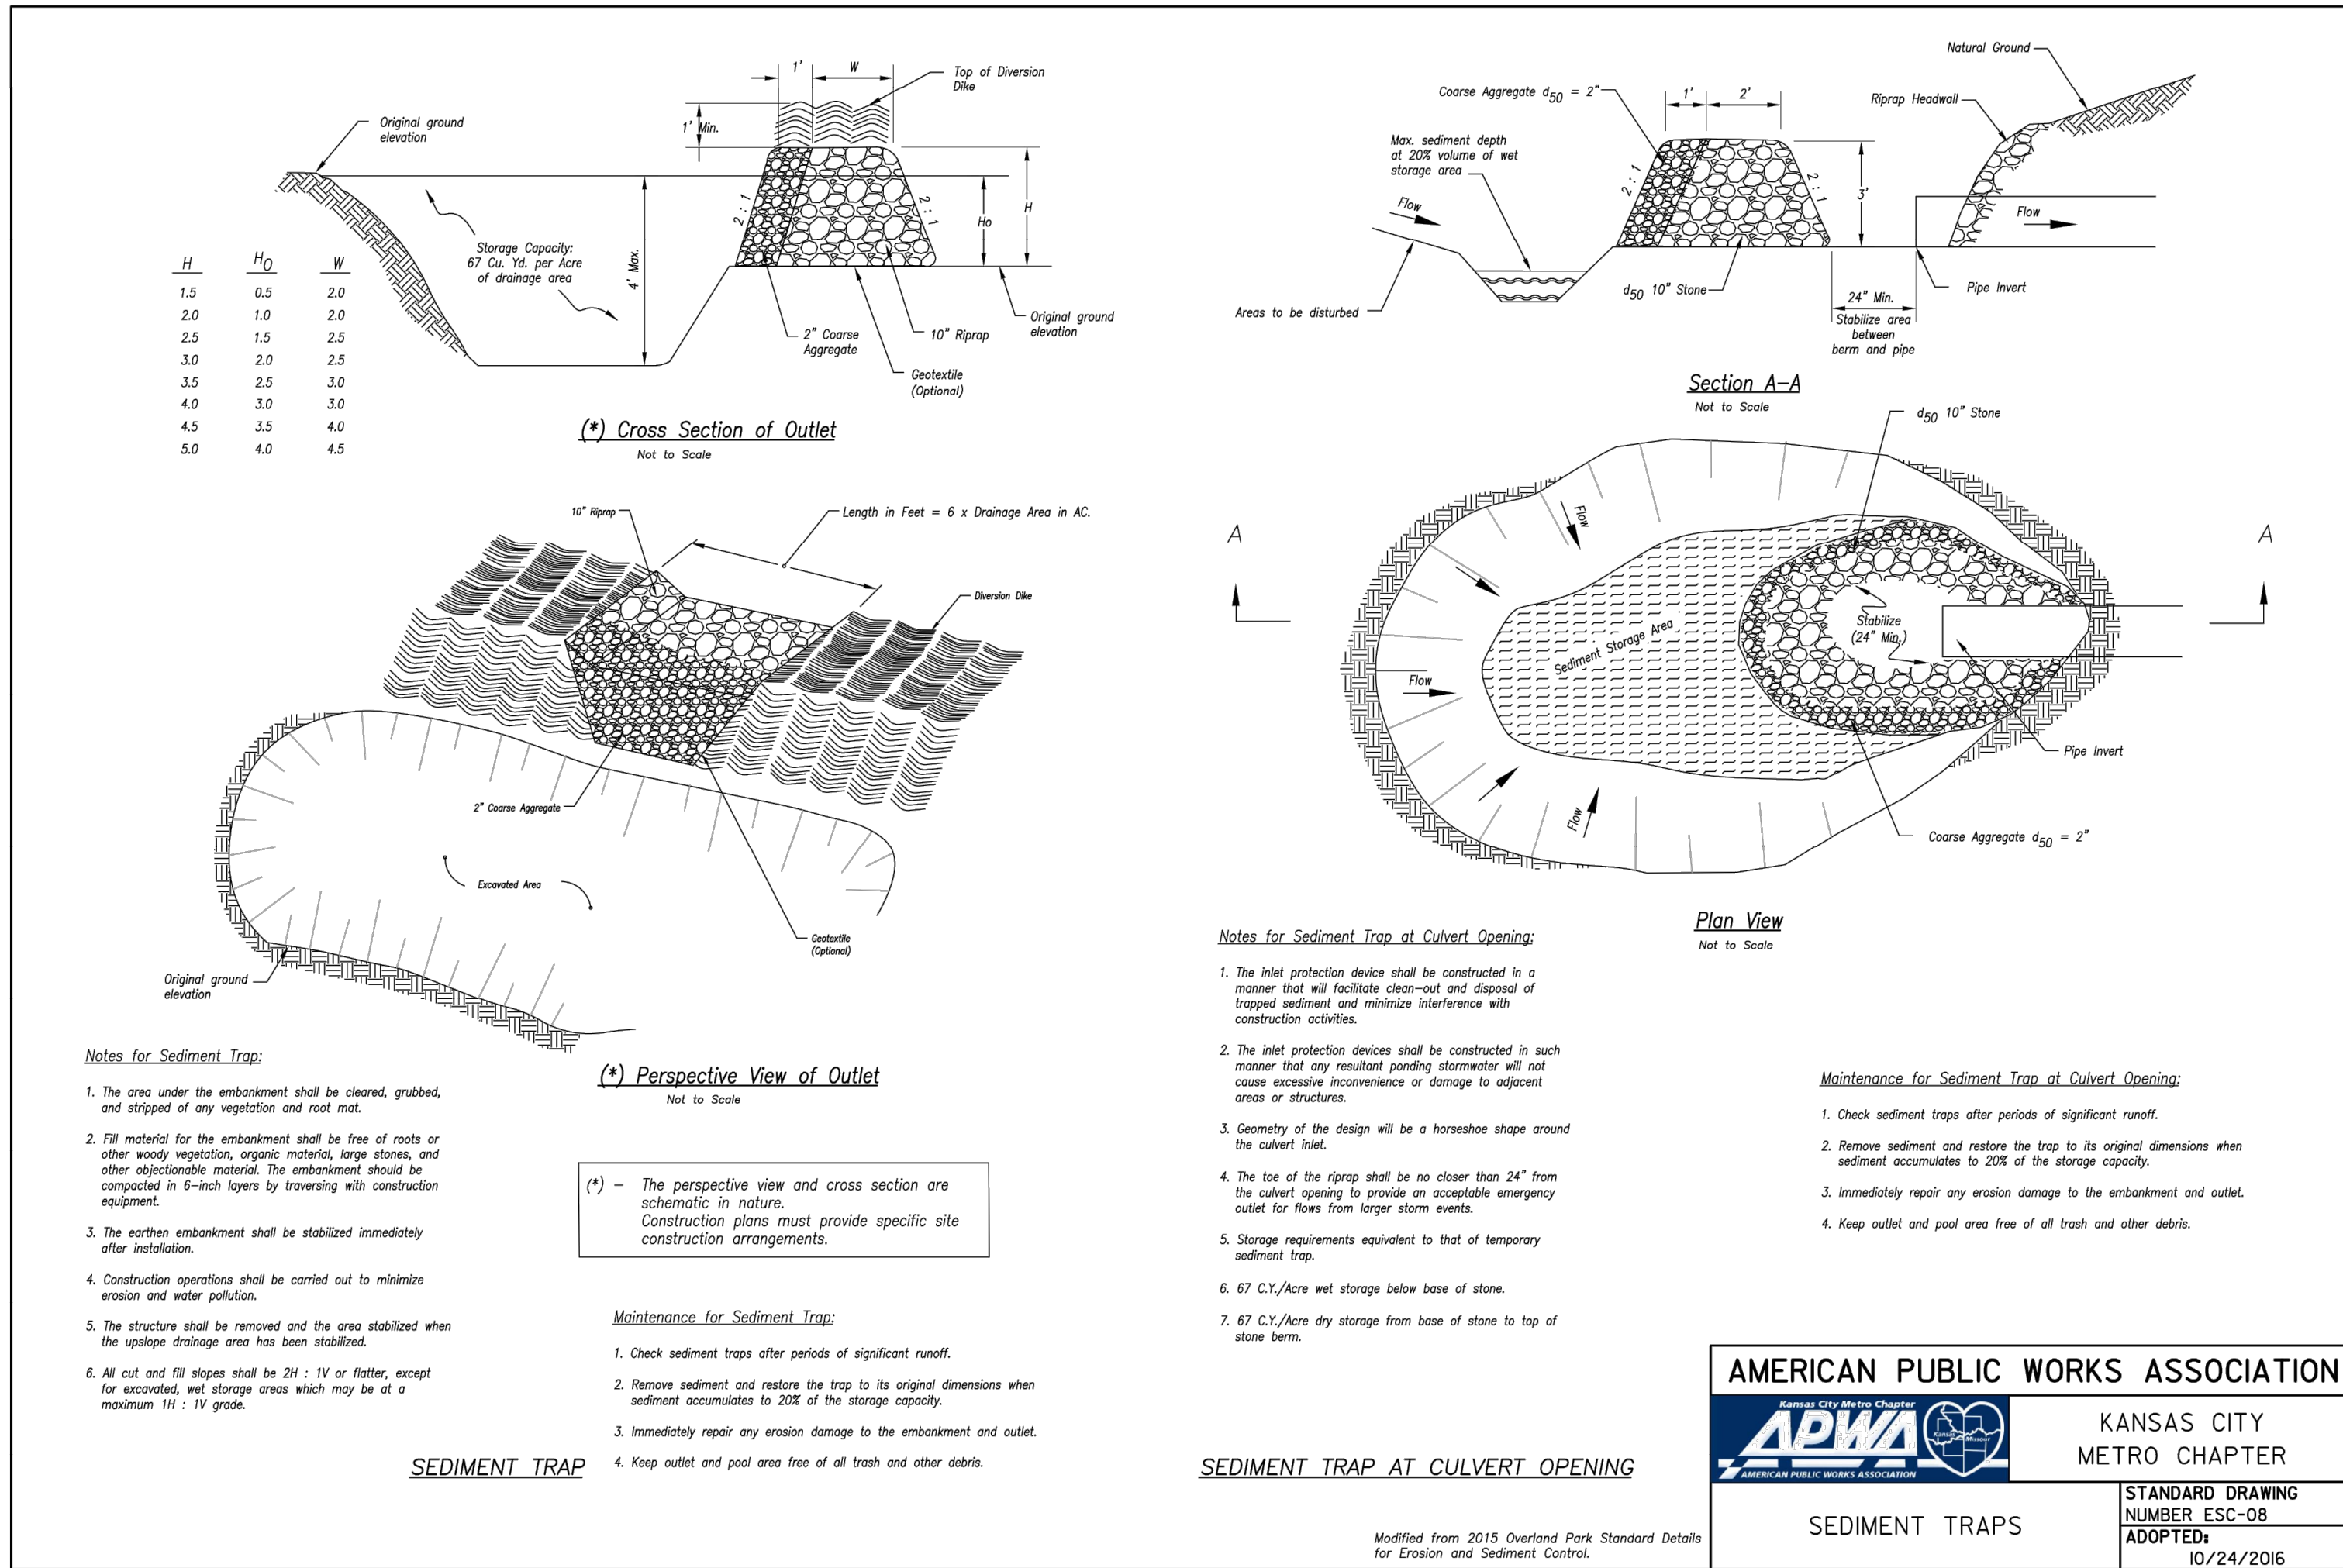 1'
W
Top of Diversion
Dike
1' Min.
Original ground
elevation
2 : 1
2 : 1
Ho
H
4' Max.
Storage Capacity:
67 Cu. Yd. per Acre
of drainage area
2" Coarse
Aggregate
10" Riprap
Original ground
elevation
Geotextile
(Optional)
H H0 W
1.5 0.5 2.0
2.0 1.0 2.0
2.5 1.5 2.5
3.0 2.0 2.5
3.5 2.5 3.0
4.0 3.0 3.0
4.5 3.5 4.0
5.0 4.0 4.5
(*) Cross Section of Outlet
Not to Scale
10" Riprap
Length in Feet = 6 x Drainage Area in AC.
Diversion Dike
2" Coarse Aggregate
Excavated Area
Geotextile
(Optional)
Original ground
elevation
(*) Perspective View of Outlet
Not to Scale
Notes for Sediment Trap:
1. The area under the embankment shall be cleared, grubbed,
and stripped of any vegetation and root mat.
2. Fill material for the embankment shall be free of roots or
other woody vegetation, organic material, large stones, and
other objectionable material. The embankment should be
compacted in 6-inch layers by traversing with construction
equipment.
3. The earthen embankment shall be stabilized immediately
after installation.
4. Construction operations shall be carried out to minimize
erosion and water pollution.
5. The structure shall be removed and the area stabilized when
the upslope drainage area has been stabilized.
6. All cut and fill slopes shall be 2H : 1V or flatter, except
for excavated, wet storage areas which may be at a
maximum 1H : 1V grade.
(*) - The perspective view and cross section are
schematic in nature.
Construction plans must provide specific site
construction arrangements.
Maintenance for Sediment Trap:
1. Check sediment traps after periods of significant runoff.
2. Remove sediment and restore the trap to its original dimensions when
sediment accumulates to 20% of the storage capacity.
3. Immediately repair any erosion damage to the embankment and outlet.
4. Keep outlet and pool area free of all trash and other debris.
SEDIMENT TRAP
Natural Ground
Coarse Aggregate d50 = 2"
1'
2'
Riprap Headwall
Max. sediment depth
at 20% volume of wet
storage area
2 : 1
2 : 1
3'
Flow
Flow
Areas to be disturbed
d50 10" Stone
24" Min.
Stabilize area
between
berm and pipe
Pipe Invert
Section A-A
Not to Scale
d50 10" Stone
A
A
Flow
Flow
Flow
Sediment Storage Area
Stabilize
(24" Min.)
Pipe Invert
Coarse Aggregate d50 = 2"
Plan View
Not to Scale
Notes for Sediment Trap at Culvert Opening:
1. The inlet protection device shall be constructed in a
manner that will facilitate clean-out and disposal of
trapped sediment and minimize interference with
construction activities.
2. The inlet protection devices shall be constructed in such
manner that any resultant ponding stormwater will not
cause excessive inconvenience or damage to adjacent
areas or structures.
3. Geometry of the design will be a horseshoe shape around
the culvert inlet.
4. The toe of the riprap shall be no closer than 24" from
the culvert opening to provide an acceptable emergency
outlet for flows from larger storm events.
5. Storage requirements equivalent to that of temporary
sediment trap.
6. 67 C.Y./Acre wet storage below base of stone.
7. 67 C.Y./Acre dry storage from base of stone to top of
stone berm.
Maintenance for Sediment Trap at Culvert Opening:
1. Check sediment traps after periods of significant runoff.
2. Remove sediment and restore the trap to its original dimensions when
sediment accumulates to 20% of the storage capacity.
3. Immediately repair any erosion damage to the embankment and outlet.
4. Keep outlet and pool area free of all trash and other debris.
SEDIMENT TRAP AT CULVERT OPENING
Modified from 2015 Overland Park Standard Details
for Erosion and Sediment Control.
AMERICAN PUBLIC WORKS ASSOCIATION
Kansas City Metro Chapter
APWA
Kansas Missouri
AMERICAN PUBLIC WORKS ASSOCIATION
KANSAS CITY
METRO CHAPTER
SEDIMENT TRAPS
STANDARD DRAWING
NUMBER ESC-08
ADOPTED:
10/24/2016